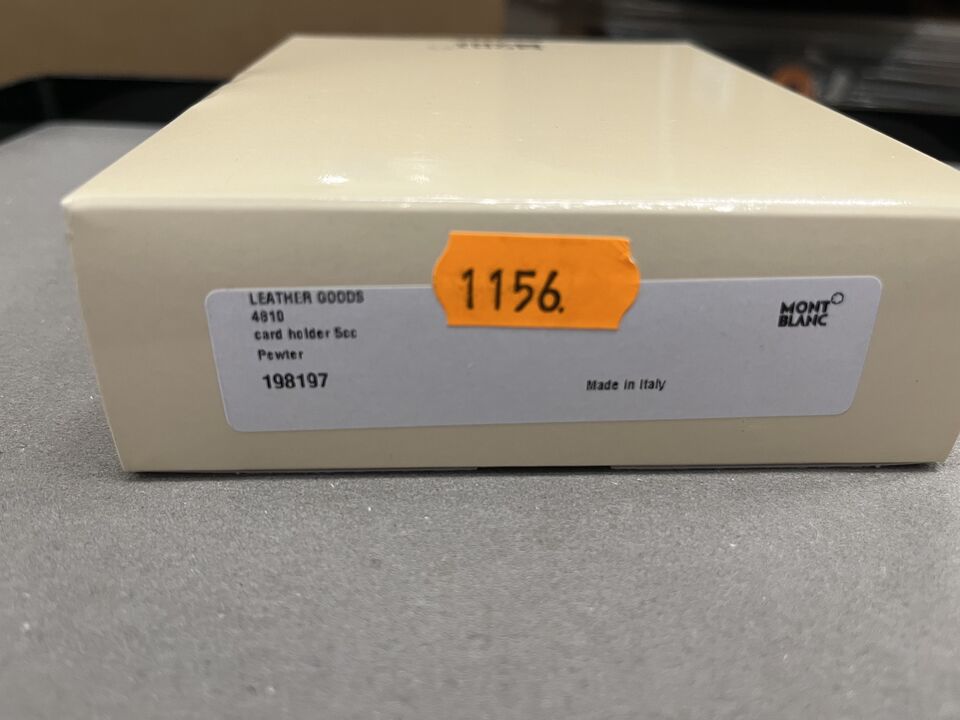 1156.
LEATHER GOODS
4810
card holder 5cc
Pewter
198197
Made in Italy
MONT
BLANC